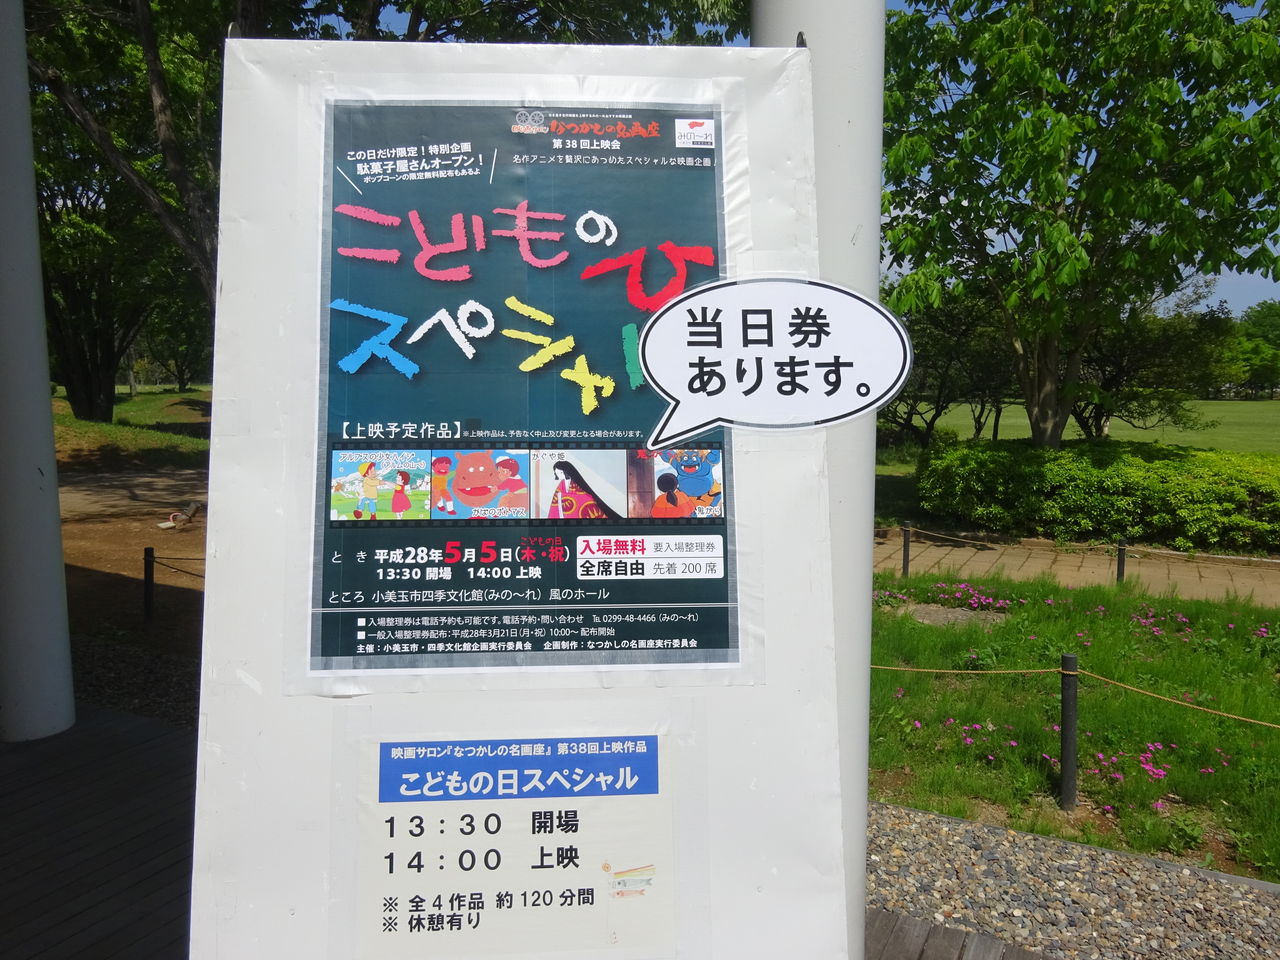 なつかしの名画座
みの〜れ
第38回上映会
名作アニメを贅沢にあつめたスペシャルな映画企画
この日だけ限定！特別企画
駄菓子屋さんオープン！
ポップコーンの限定無料配布もあるよ
こどものひ
スペシャル
当日券
あります。
【上映予定作品】※上映作品は、予告なく中止及び変更となる場合があります。
アルプスの少女ハイジ
(アルムの山へ)
かばのポトマス
かぐや姫
とき 平成28年5月5日(木・祝)
こどもの日
13:30 開場 14:00 上映
入場無料 要入場整理券
全席自由 先着200席
ところ 小美玉市四季文化館(みの〜れ) 風のホール
■入場整理券は電話予約も可能です。電話予約・問い合わせ TEL 0299-48-4466 (みの〜れ)
■一般入場整理券配布：平成28年3月21日(月・祝) 10:00〜 配布開始
主催：小美玉市・四季文化館企画実行委員会 企画制作：なつかしの名画座実行委員会
映画サロン『なつかしの名画座』 第38回上映作品
こどもの日スペシャル
13：30 開場
14：00 上映
※ 全4作品 約120分間
※ 休憩有り